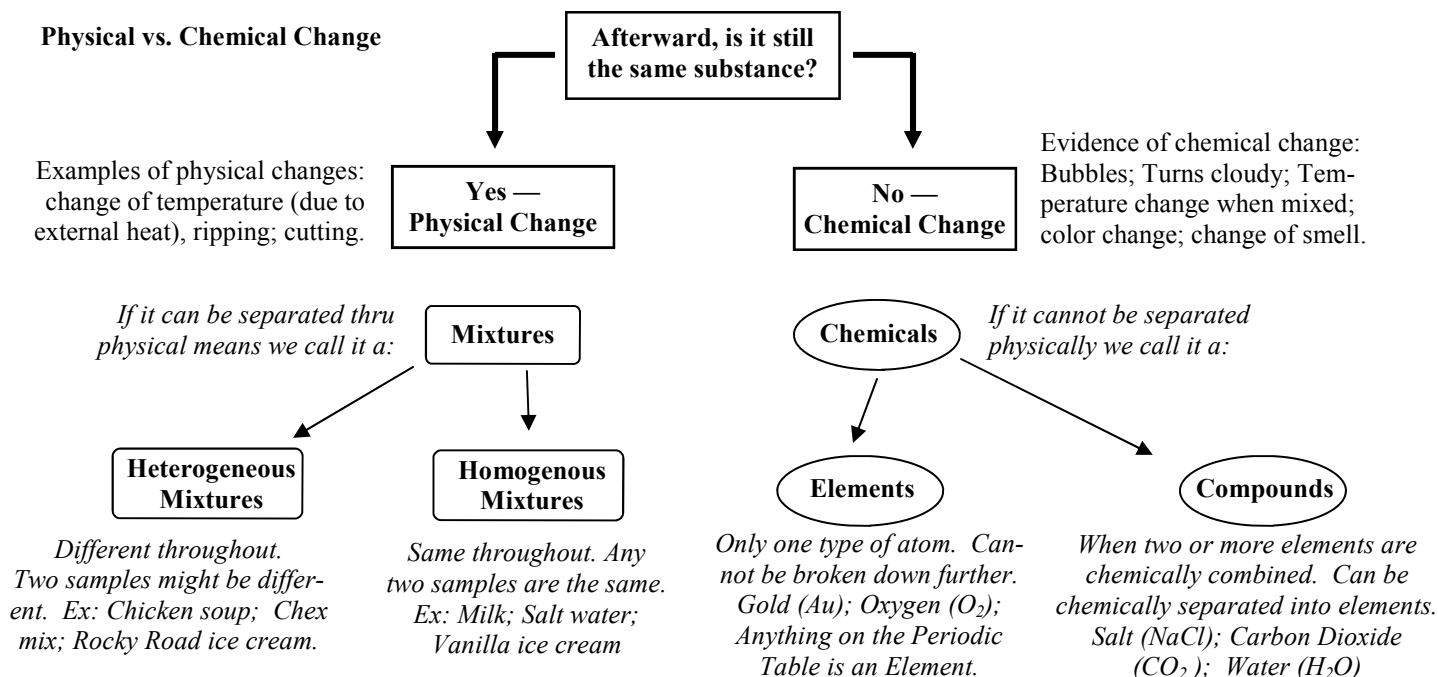 Physical vs. Chemical Change
Afterward, is it still
the same substance?
Examples of physical changes:
change of temperature (due to
external heat), ripping; cutting.
Yes —
Physical Change
No —
Chemical Change
Evidence of chemical change:
Bubbles; Turns cloudy; Tem-
perature change when mixed;
color change; change of smell.
If it can be separated thru
physical means we call it a:
Mixtures
Chemicals
If it cannot be separated
physically we call it a:
Heterogeneous
Mixtures
Homogenous
Mixtures
Elements
Compounds
Different throughout.
Two samples might be differ-
ent. Ex: Chicken soup; Chex
mix; Rocky Road ice cream.
Same throughout. Any
two samples are the same.
Ex: Milk; Salt water;
Vanilla ice cream
Only one type of atom. Can-
not be broken down further.
Gold (Au); Oxygen (O₂);
Anything on the Periodic
Table is an Element.
When two or more elements are
chemically combined. Can be
chemically separated into elements.
Salt (NaCl); Carbon Dioxide
(CO₂ ); Water (H₂O)